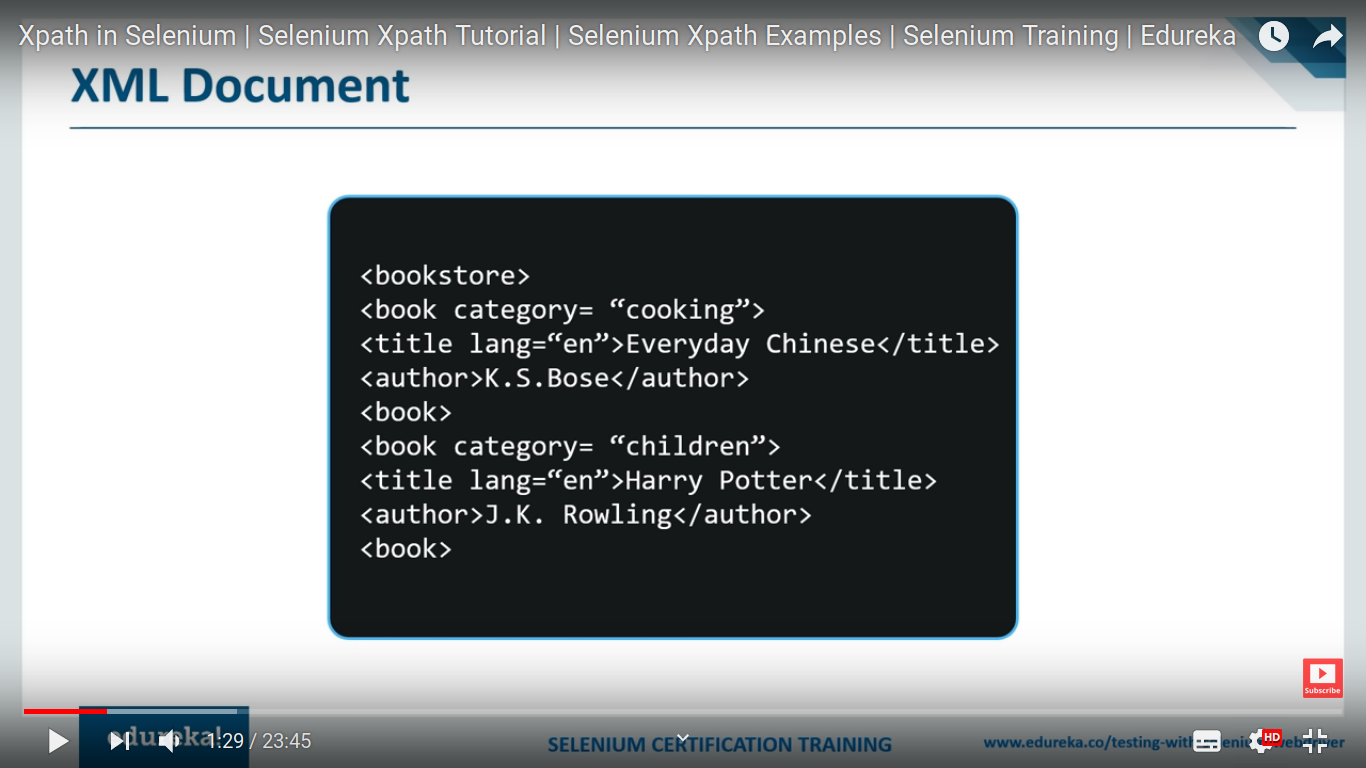 Xpath in Selenium | Selenium Xpath Tutorial | Selenium Xpath Examples | Selenium Training | Edureka
XML Document
<bookstore>
<book category= “cooking”>
<title lang=“en”>Everyday Chinese</title>
<author>K.S.Bose</author>
<book>
<book category= “children”>
<title lang=“en”>Harry Potter</title>
<author>J.K. Rowling</author>
<book>
Subscribe
edureka!
1:29 / 23:45
SELENIUM CERTIFICATION TRAINING
www.edureka.co/testing-with-selenium-webdriver
HD